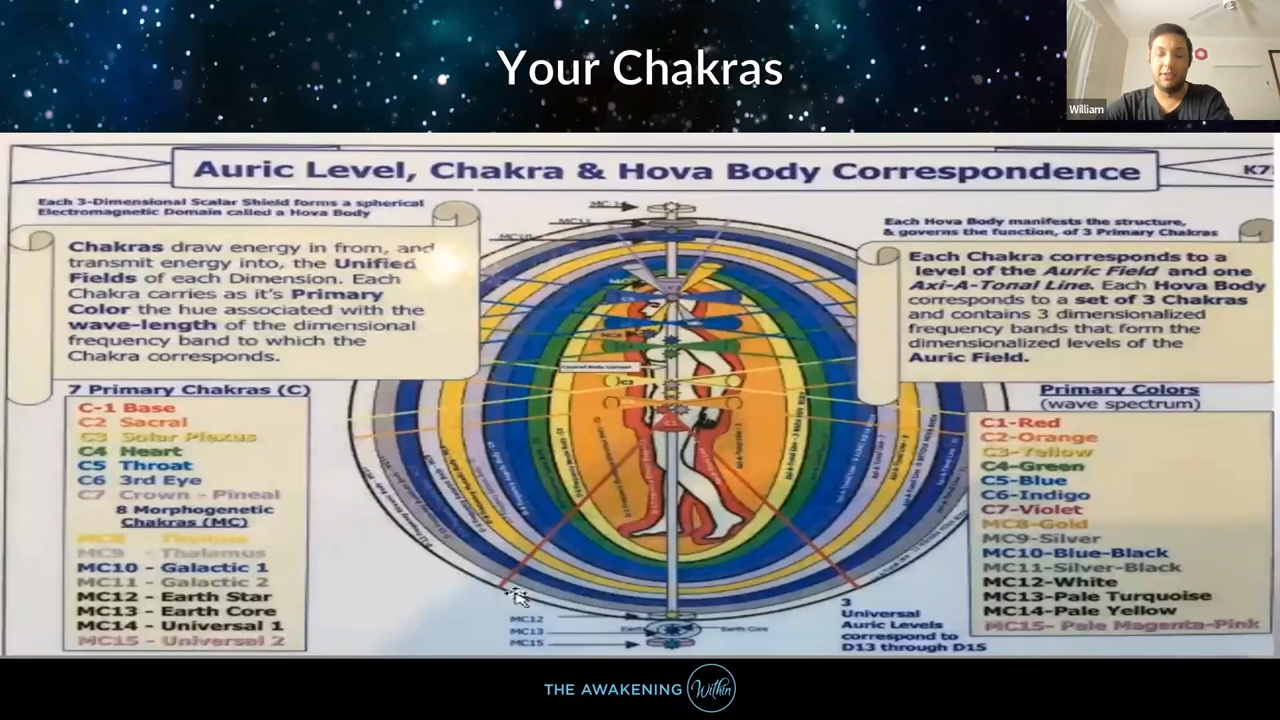 Your Chakras
William
Auric Level, Chakra & Hova Body Correspondence
K7
Each 3-Dimensional Scalar Shield forms a spherical
Electromagnetic Domain called a Hova Body
Chakras draw energy in from, and
transmit energy into, the Unified
Fields of each Dimension. Each
Chakra carries as it's Primary
Color the hue associated with the
wave-length of the dimensional
frequency band to which the
Chakra corresponds.
7 Primary Chakras (C)
C-1 Base
C2 Sacral
C3 Solar Plexus
C4 Heart
C5 Throat
C6 3rd Eye
C7 Crown - Pineal
8 Morphogenetic
Chakras (MC)
MC8 - Thymus
MC9 - Thalamus
MC10 - Galactic 1
MC11 - Galactic 2
MC12 - Earth Star
MC13 - Earth Core
MC14 - Universal 1
MC15 - Universal 2
MC14
MC11
MC10
C3
MC12
MC13
MC15
Earth Core
Each Hova Body manifests the structure,
& governs the function, of 3 Primary Chakras
Each Chakra corresponds to a
level of the Auric Field and one
Axi-A-Tonal Line. Each Hova Body
corresponds to a set of 3 Chakras
and contains 3 dimensionalized
frequency bands that form the
dimensionalized levels of the
Auric Field.
Primary Colors
(wave spectrum)
C1-Red
C2-Orange
C3-Yellow
C4-Green
C5-Blue
C6-Indigo
C7-Violet
MC8-Gold
MC9-Silver
MC10-Blue-Black
MC11-Silver-Black
MC12-White
MC13-Pale Turquoise
MC14-Pale Yellow
MC15- Pale Magenta-Pink
3
Universal
Auric Levels
correspond to
D13 through D15
THE AWAKENING Within